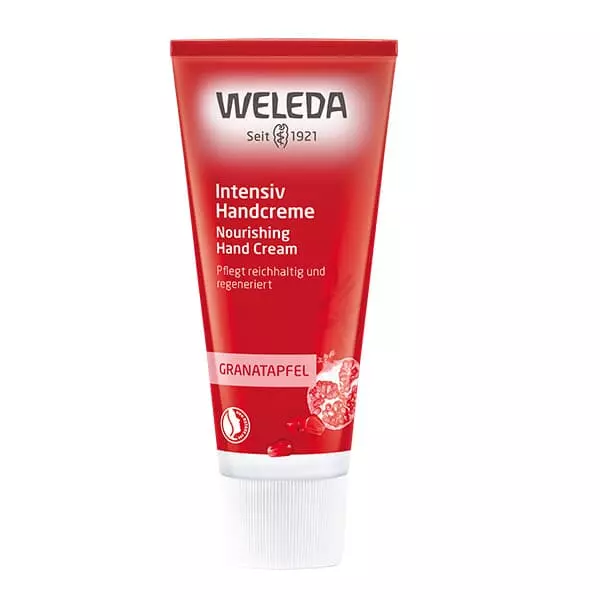 WELEDA
Seit 1921
Intensiv
Handcreme
Nourishing
Hand Cream
Pflegt reichhaltig und
regeneriert
GRANATAPFEL